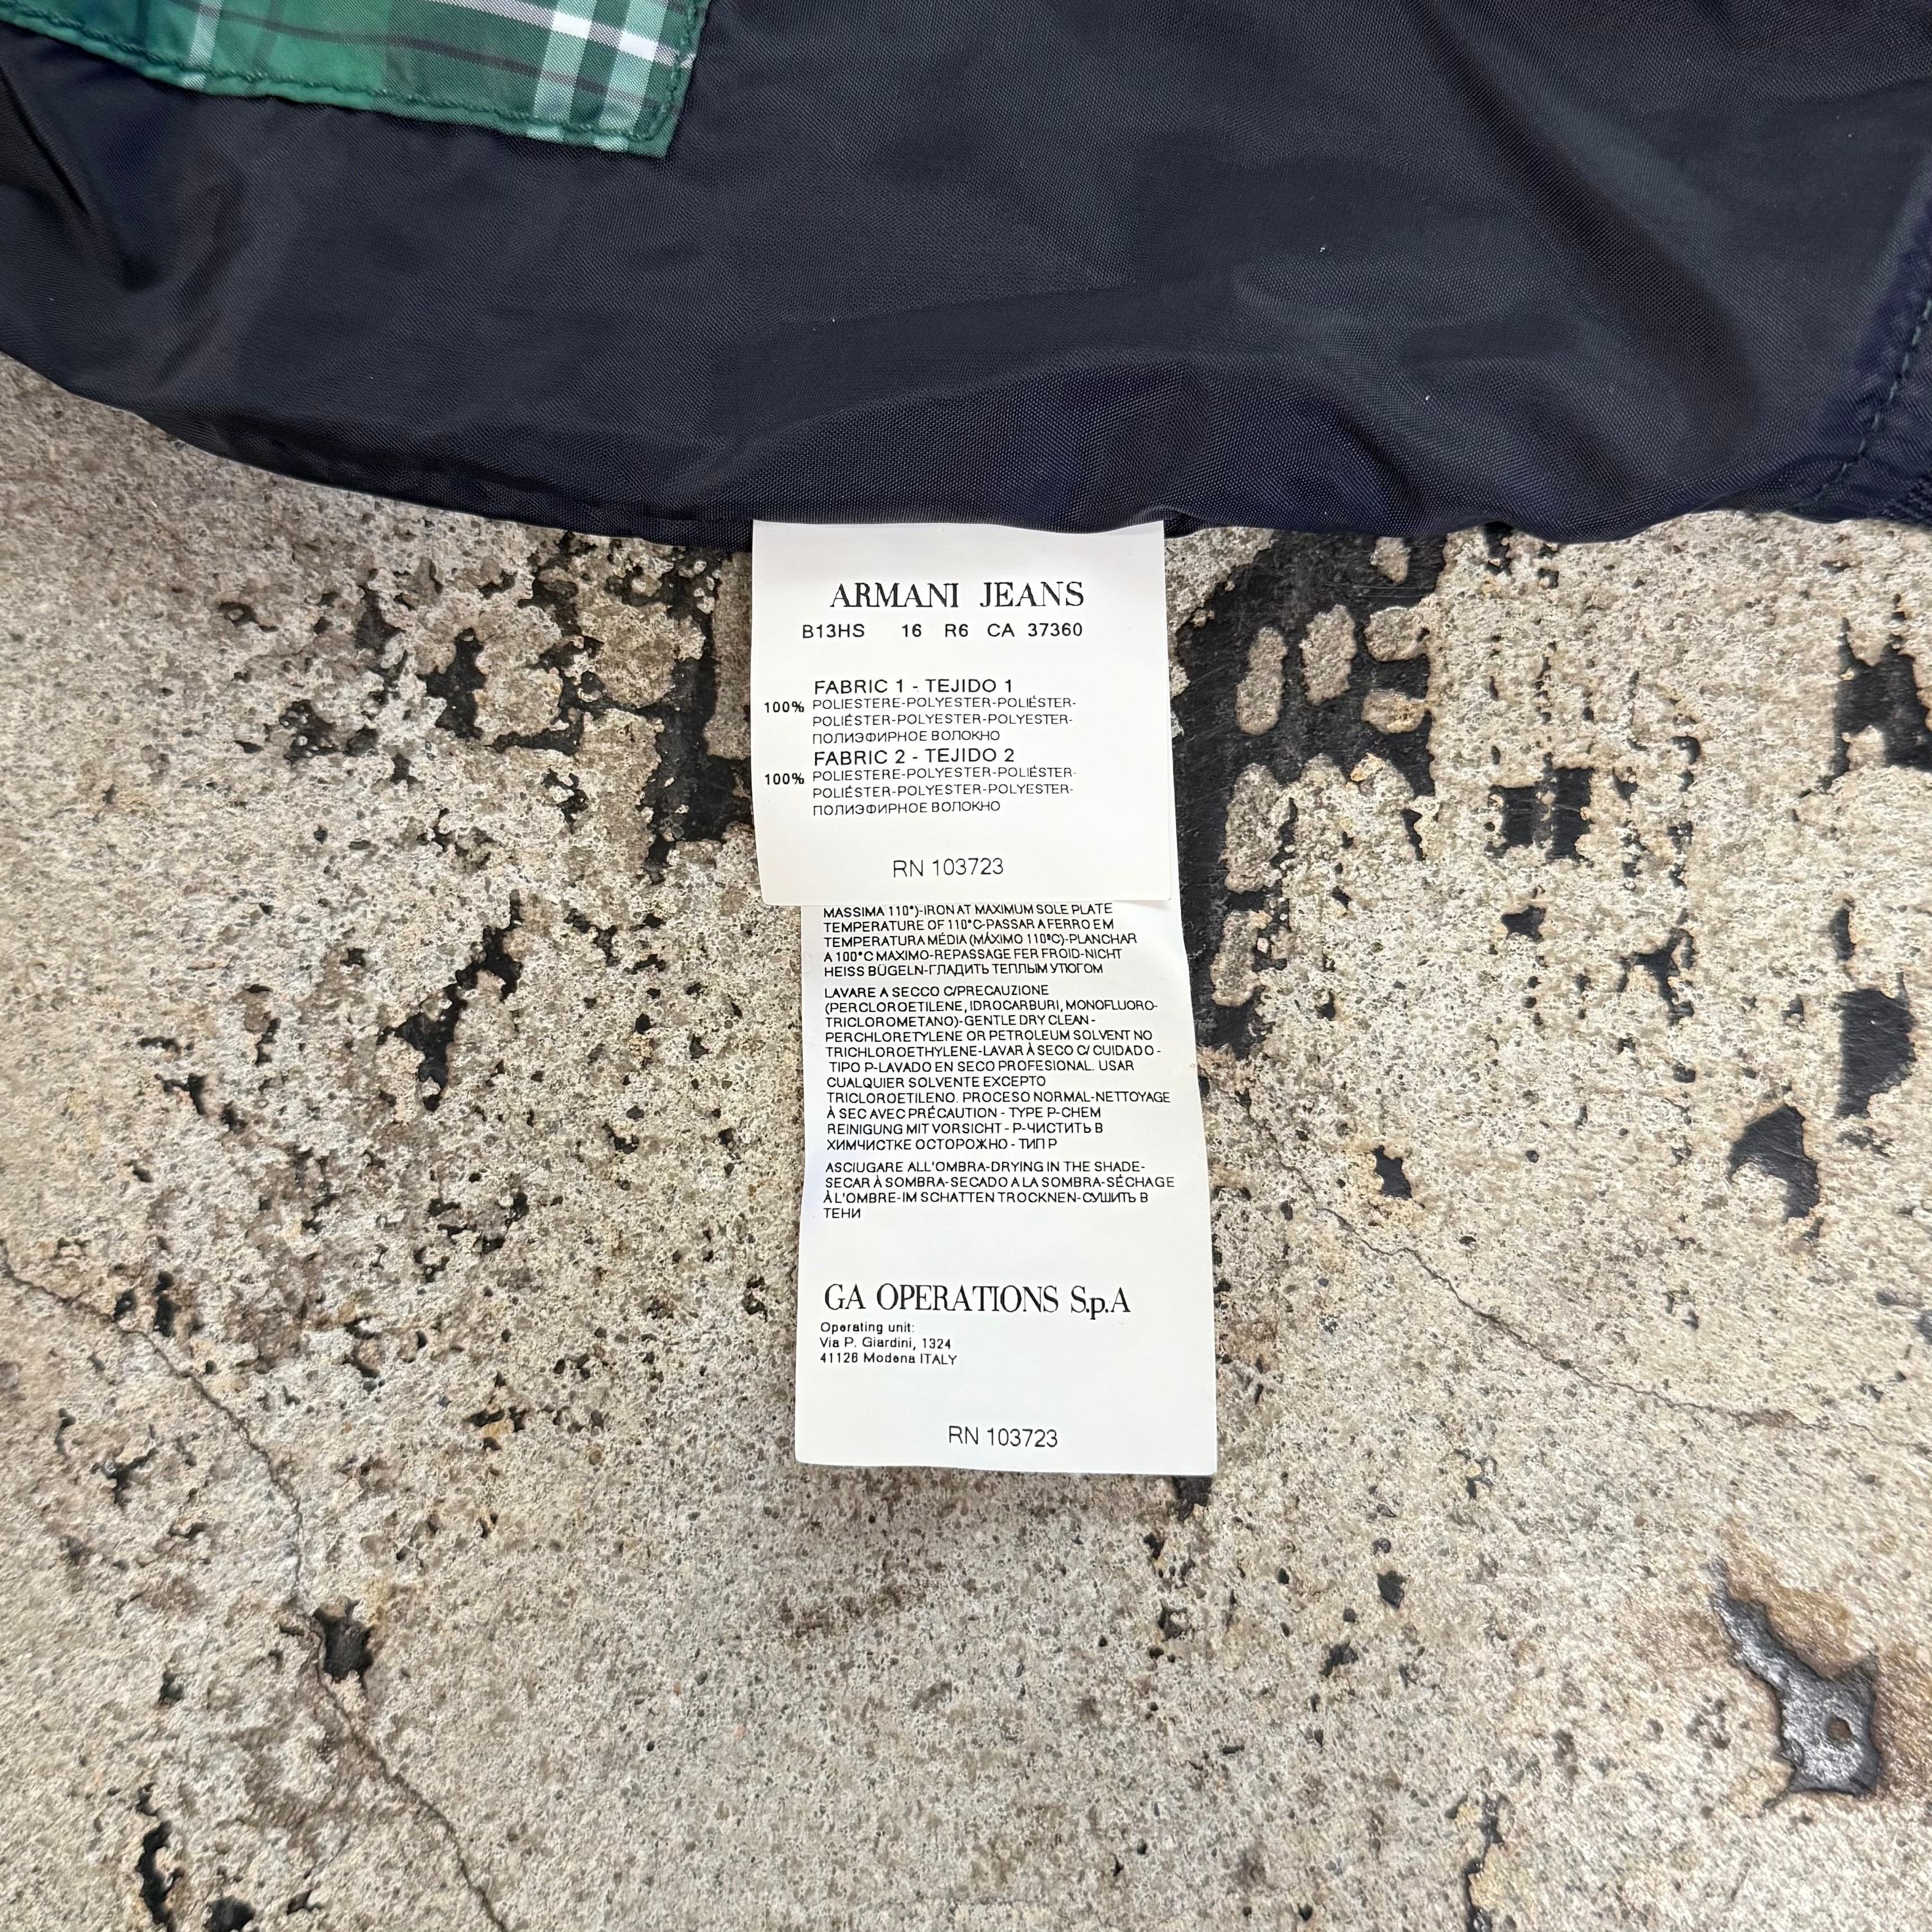 ARMANI JEANS
B13HS 16 R6 CA 37360
FABRIC 1 - TEJIDO 1
100% POLIESTERE-POLYESTER-POLIÉSTER-
POLIÉSTER-POLYESTER-POLYESTER-
ПОЛИЭФИРНОЕ ВОЛОКНО
FABRIC 2 - TEJIDO 2
100% POLIESTERE-POLYESTER-POLIÉSTER-
POLIÉSTER-POLYESTER-POLYESTER-
ПОЛИЭФИРНОЕ ВОЛОКНО
RN 103723
MASSIMA 110°)-IRON AT MAXIMUM SOLE PLATE
TEMPERATURE OF 110°C-PASSAR A FERRO EM
TEMPERATURA MÉDIA (MÁXIMO 110ºC)-PLANCHAR
A 100°C MAXIMO-REPASSAGE FER FROID-NICHT
HEISS BÜGELN-ГЛАДИТЬ ТЕПЛЫМ УТЮГОМ
LAVARE A SECCO C/PRECAUZIONE
(PERCLOROETILENE, IDROCARBURI, MONOFLUORO-
TRICLOROMETANO)-GENTLE DRY CLEAN -
PERCHLORETYLENE OR PETROLEUM SOLVENT NO
TRICHLOROETHYLENE-LAVAR À SECO C/ CUIDADO -
TIPO P-LAVADO EN SECO PROFESIONAL. USAR
CUALQUIER SOLVENTE EXCEPTO
TRICLOROETILENO. PROCESO NORMAL-NETTOYAGE
À SEC AVEC PRÉCAUTION - TYPE P-CHEM
REINIGUNG MIT VORSICHT - P-ЧИСТИТЬ В
ХИМЧИСТКЕ ОСТОРОЖНО - ТИП P
ASCIUGARE ALL'OMBRA-DRYING IN THE SHADE-
SECAR À SOMBRA-SECADO A LA SOMBRA-SÉCHAGE
À L'OMBRE-IM SCHATTEN TROCKNEN-СУШИТЬ В
ТЕНИ
GA OPERATIONS S.p.A
Operating unit:
Via P. Giardini, 1324
41126 Modena ITALY
RN 103723